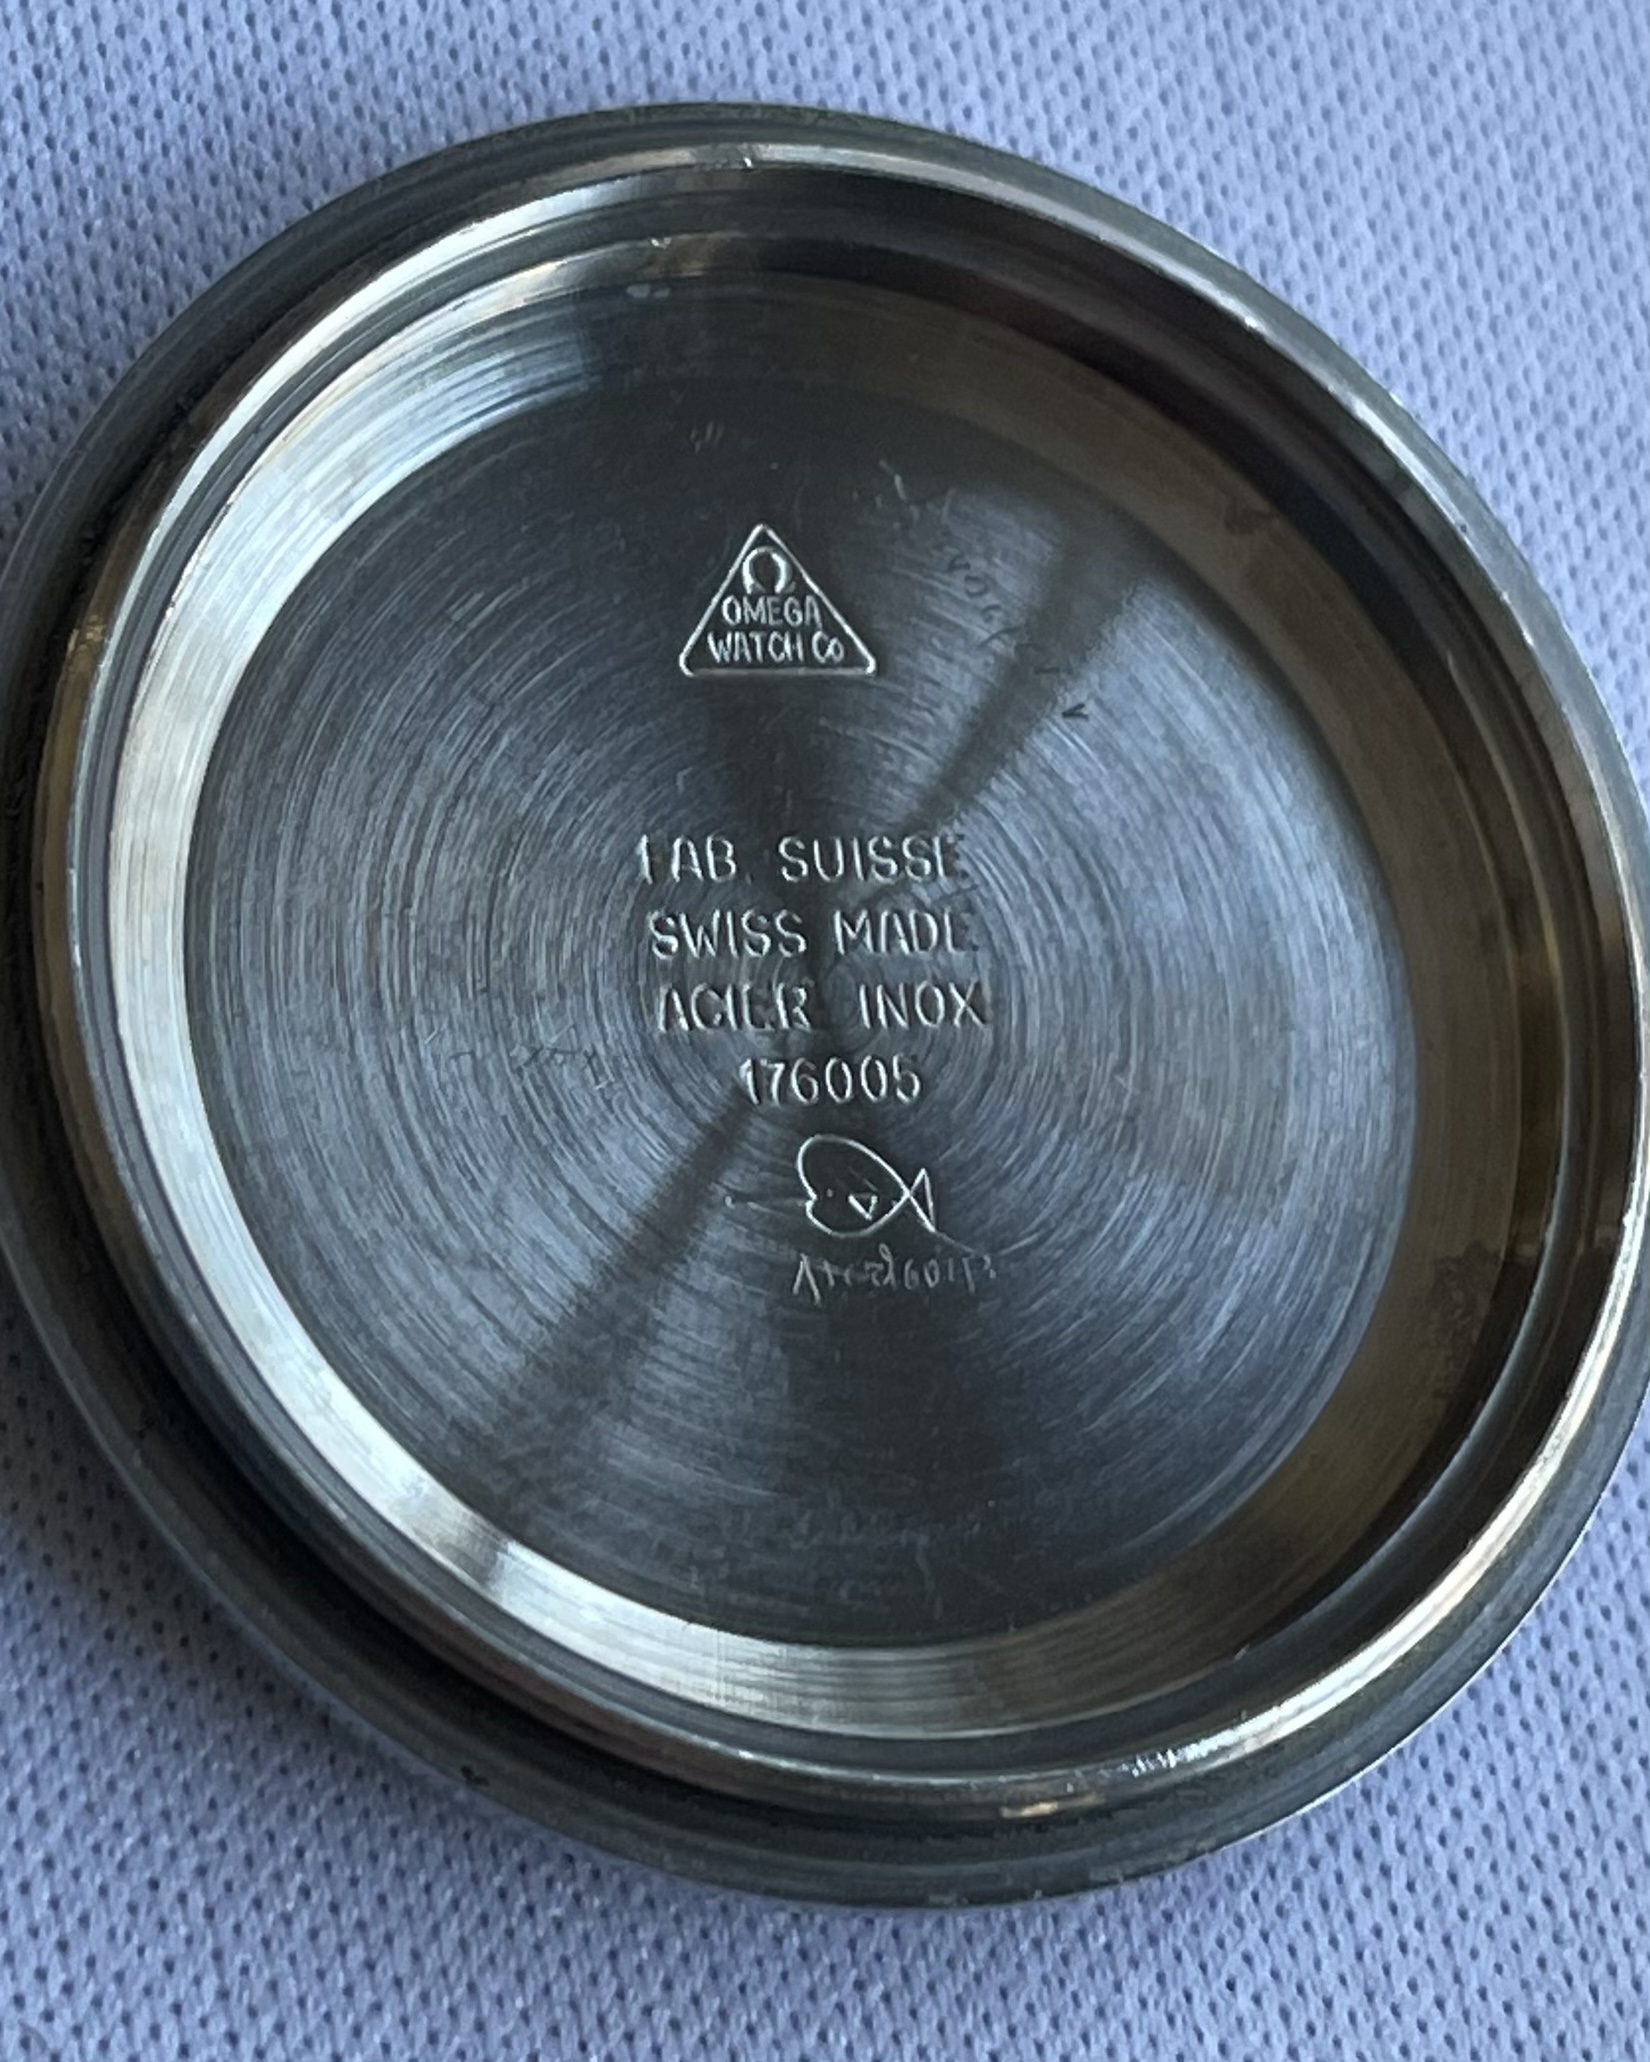 Ω
OMEGA
WATCH Co
FAB. SUISSE
SWISS MADE
ACIER INOX
176005